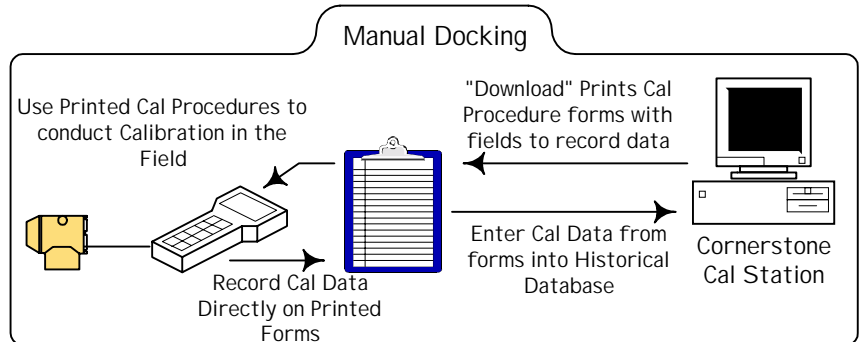 Manual Docking
Use Printed Cal Procedures to
conduct Calibration in the
Field
"Download" Prints Cal
Procedure forms with
fields to record data
Record Cal Data
Directly on Printed
Forms
Enter Cal Data from
forms into Historical
Database
Cornerstone
Cal Station